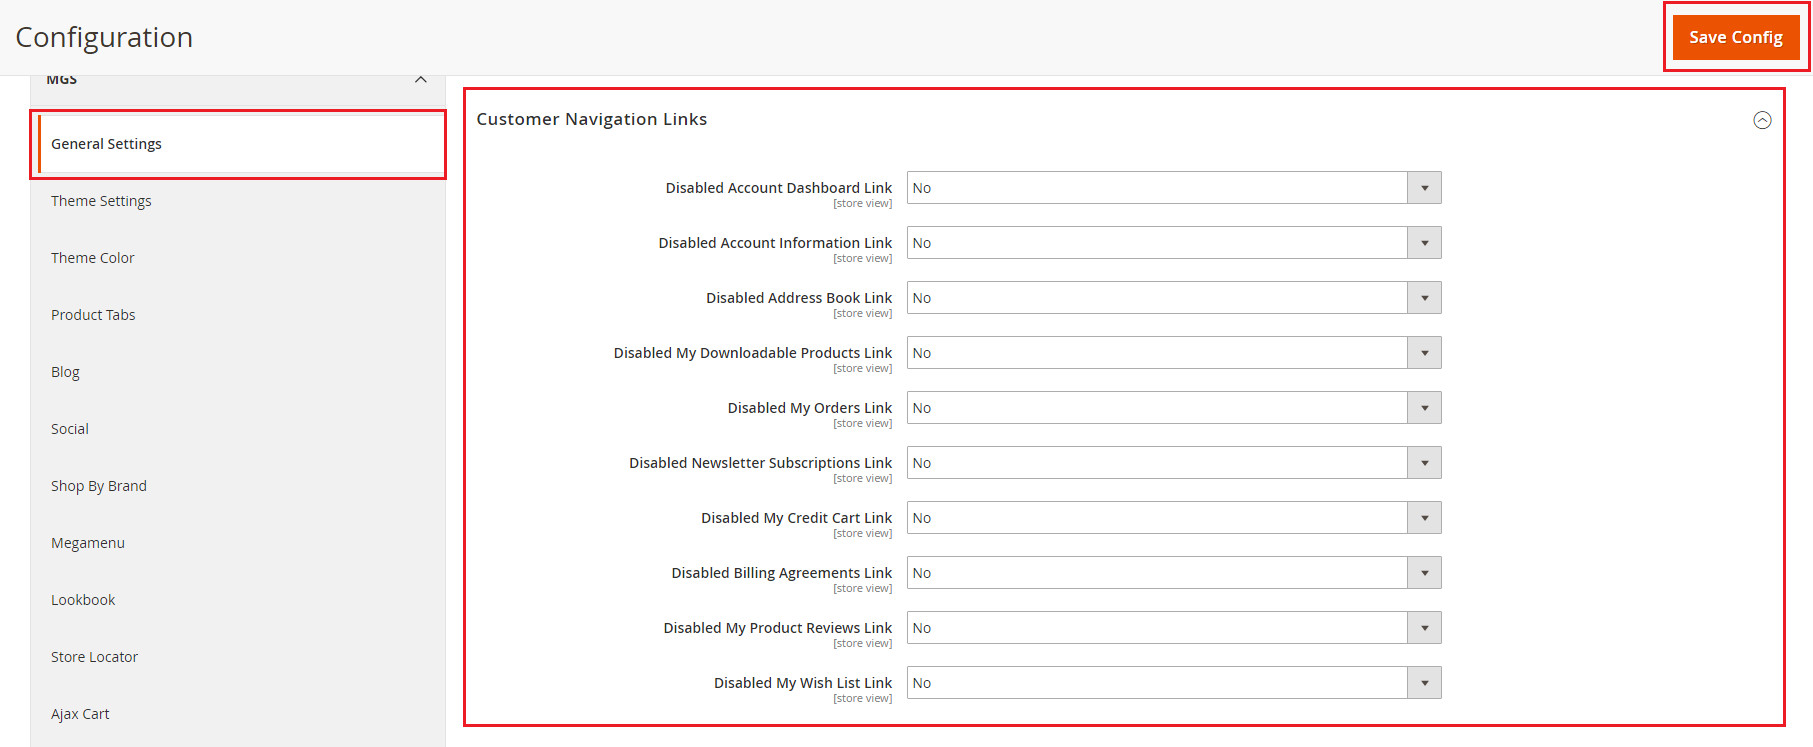 Configuration
Save Config
MGS
General Settings
Theme Settings
Theme Color
Product Tabs
Blog
Social
Shop By Brand
Megamenu
Lookbook
Store Locator
Ajax Cart
Customer Navigation Links
Disabled Account Dashboard Link No
[store view]
Disabled Account Information Link No
[store view]
Disabled Address Book Link No
[store view]
Disabled My Downloadable Products Link No
[store view]
Disabled My Orders Link No
[store view]
Disabled Newsletter Subscriptions Link No
[store view]
Disabled My Credit Cart Link No
[store view]
Disabled Billing Agreements Link No
[store view]
Disabled My Product Reviews Link No
[store view]
Disabled My Wish List Link No
[store view]